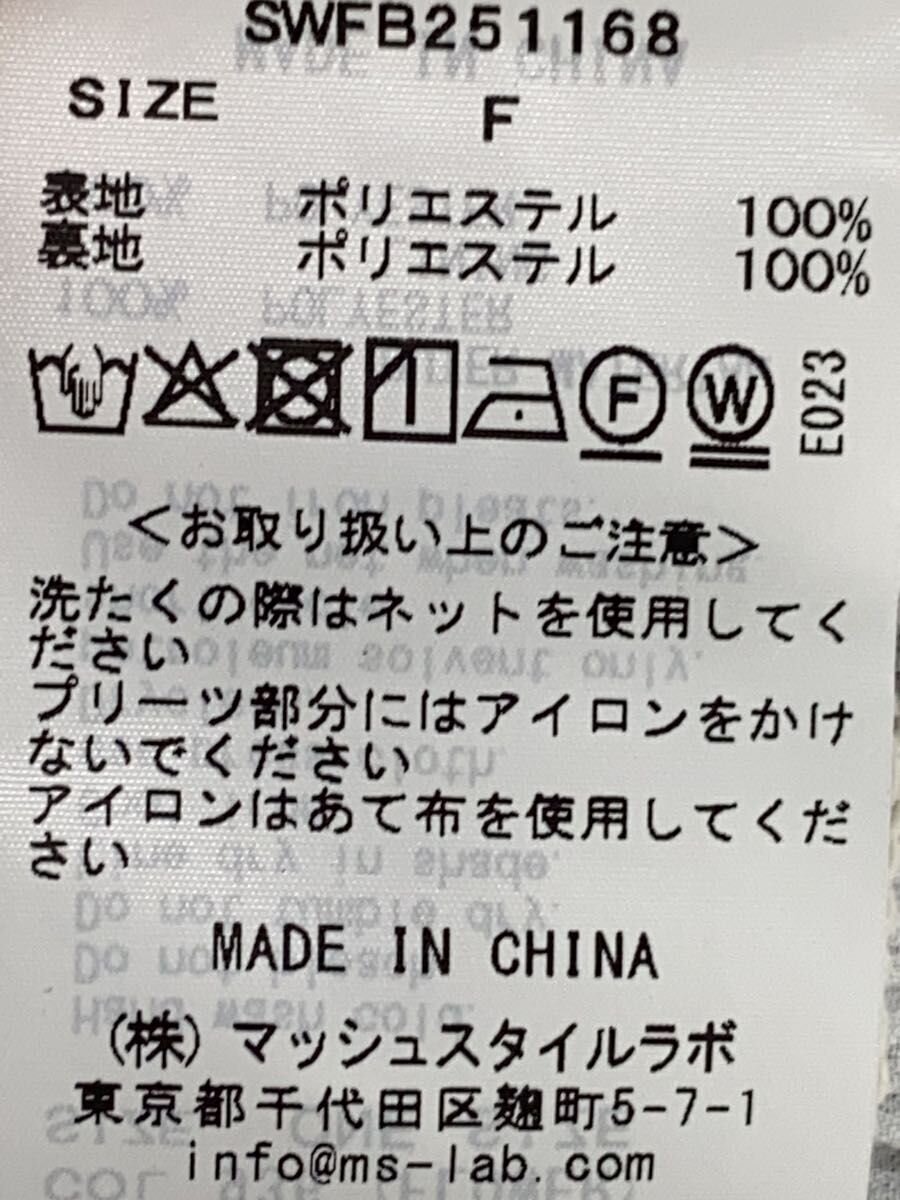 SWFB251168
SIZE F
表地 ポリエステル 100%
裏地 ポリエステル 100%
F W E023
＜お取り扱い上のご注意＞
洗たくの際はネットを使用してく
ださい
プリーツ部分にはアイロンをかけ
ないでください
アイロンはあて布を使用してくだ
さい
MADE IN CHINA
(株)マッシュスタイルラボ
東京都千代田区麹町5-7-1
info@ms-lab.com